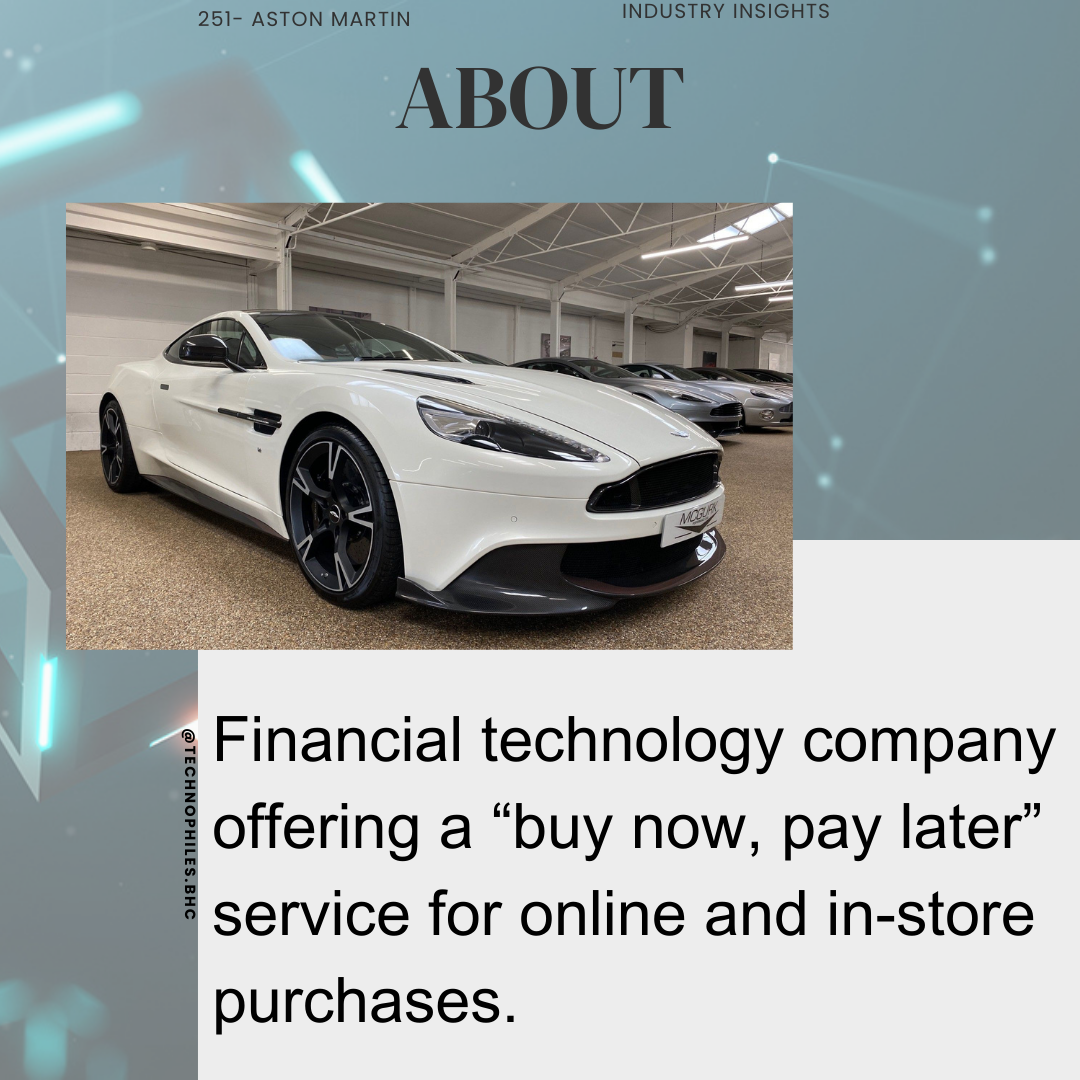 251- ASTON MARTIN
INDUSTRY INSIGHTS
ABOUT
MCGURK
@TECHNOPHILES.BHC
Financial technology company
offering a “buy now, pay later”
service for online and in-store
purchases.